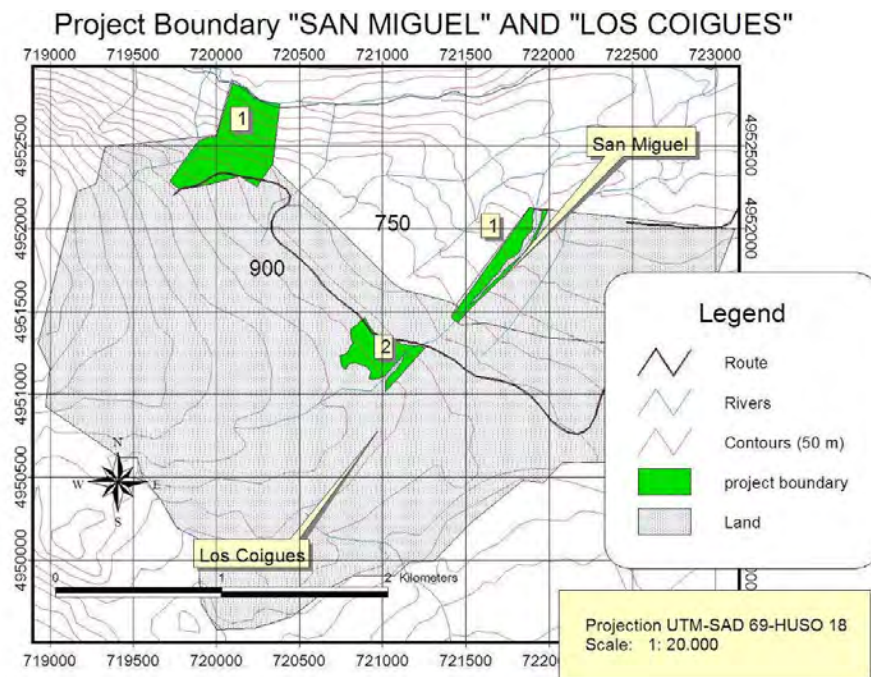 Project Boundary "SAN MIGUEL" AND "LOS COIGUES"
719000 719500 720000 720500 721000 721500 722000 722500 723000
1
4952500
4952500
San Miguel
1
750
4952000
4952000
900
4951500
4951500
2
4951000
4950500
4950000
Los Coigues
N
W
E
S
0
1
2 Kilometers
Legend
Route
Rivers
Contours (50 m)
project boundary
Land
Projection UTM-SAD 69-HUSO 18
Scale: 1: 20.000
719000 719500 720000 720500 721000 721500